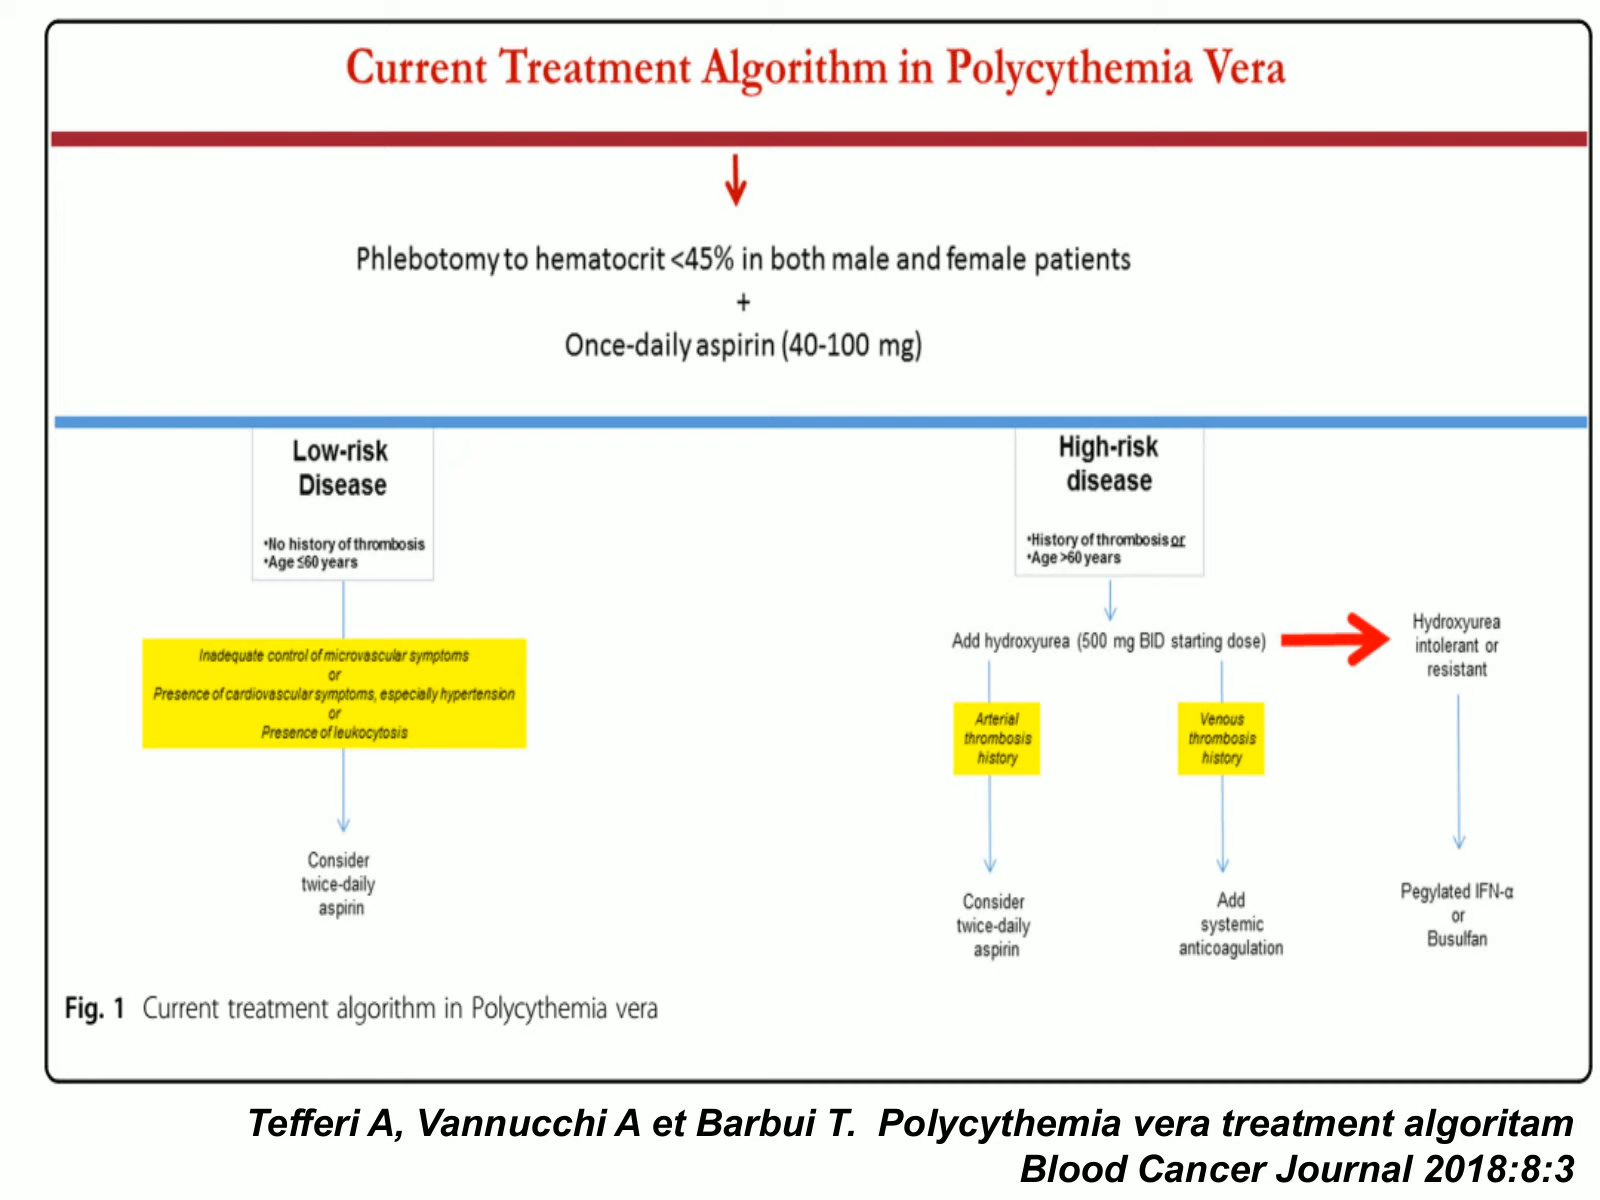 Current Treatment Algorithm in Polycythemia Vera
Phlebotomy to hematocrit <45% in both male and female patients
+
Once-daily aspirin (40-100 mg)
Low-risk
Disease
•No history of thrombosis
•Age ≤60 years
Inadequate control of microvascular symptoms
or
Presence of cardiovascular symptoms, especially hypertension
or
Presence of leukocytosis
Consider
twice-daily
aspirin
High-risk
disease
•History of thrombosis or
•Age >60 years
Add hydroxyurea (500 mg BID starting dose)
Arterial
thrombosis
history
Consider
twice-daily
aspirin
Venous
thrombosis
history
Add
systemic
anticoagulation
Hydroxyurea
intolerant or
resistant
Pegylated IFN-α
or
Busulfan
Fig. 1 Current treatment algorithm in Polycythemia vera
Tefferi A, Vannucchi A et Barbui T. Polycythemia vera treatment algoritam
Blood Cancer Journal 2018:8:3